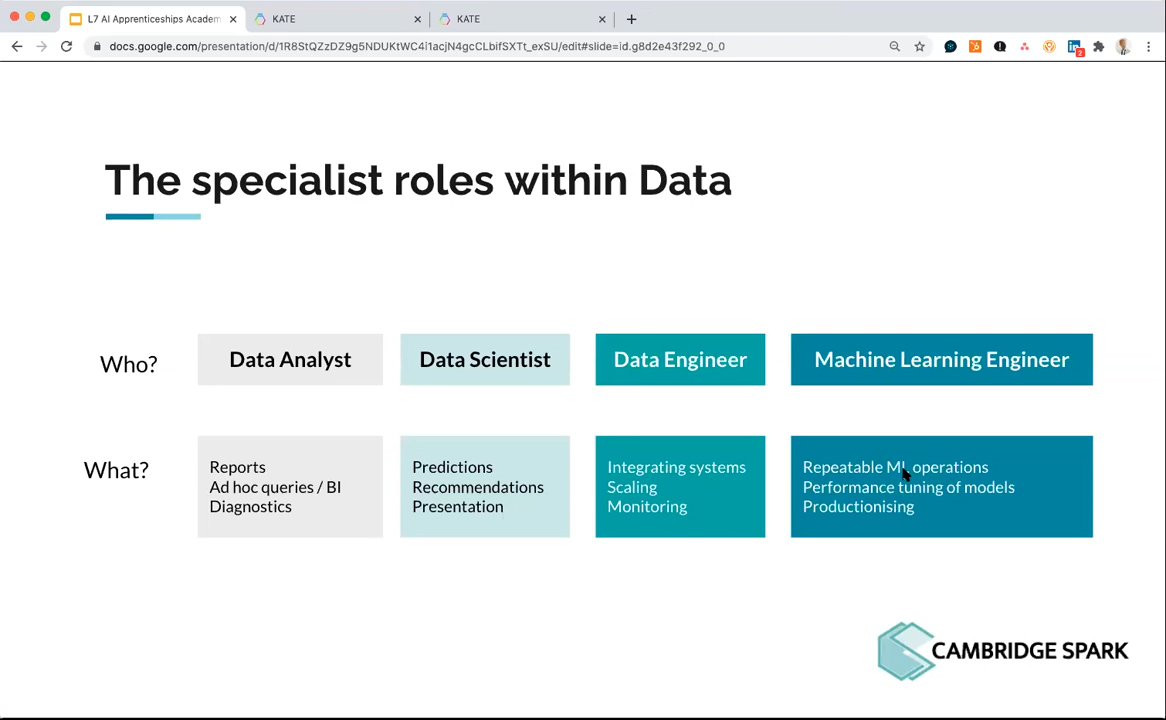 L7 AI Apprenticeships Academ
KATE
KATE
docs.google.com/presentation/d/1R8StQZzDZ9g5NDUKtWC4i1acjN4gcCLbifSXTt_exSU/edit#slide=id.g8d2e43f292_0_0
2
The specialist roles within Data
Who?
Data Analyst
Data Scientist
Data Engineer
Machine Learning Engineer
What?
Reports
Ad hoc queries / BI
Diagnostics
Predictions
Recommendations
Presentation
Integrating systems
Scaling
Monitoring
Repeatable ML operations
Performance tuning of models
Productionising
CAMBRIDGE SPARK